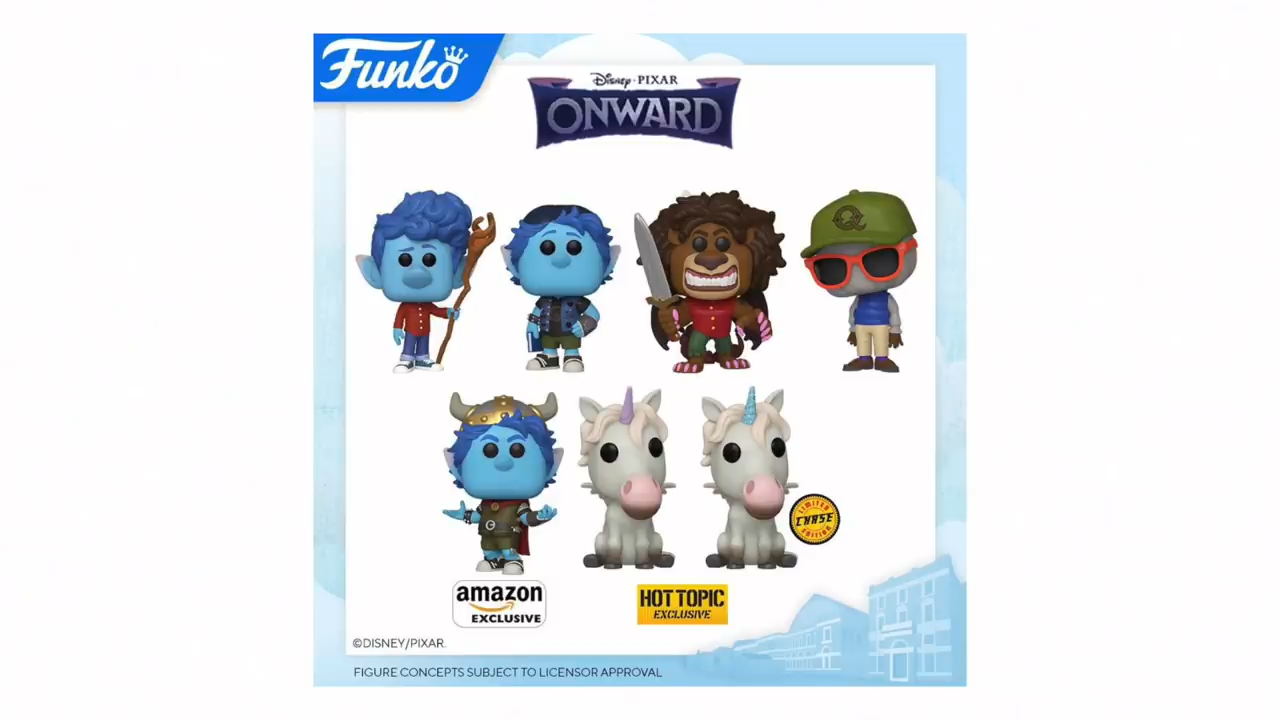 Funko
Disney · PIXAR
ONWARD
Q
LIMITED
CHASE
EDITION
amazon
EXCLUSIVE
HOT TOPIC
EXCLUSIVE
©DISNEY/PIXAR.
FIGURE CONCEPTS SUBJECT TO LICENSOR APPROVAL